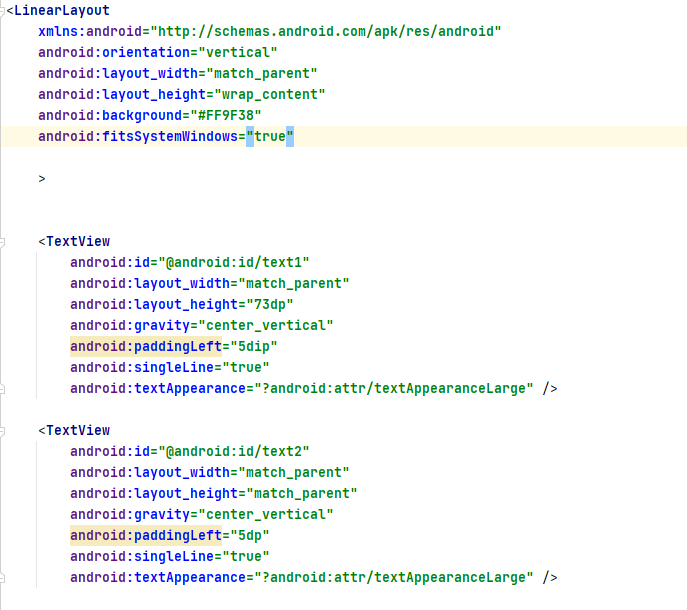 <LinearLayout
xmlns:android="http://schemas.android.com/apk/res/android"
android:orientation="vertical"
android:layout_width="match_parent"
android:layout_height="wrap_content"
android:background="#FF9F38"
android:fitsSystemWindows="true"
>
<TextView
android:id="@android:id/text1"
android:layout_width="match_parent"
android:layout_height="73dp"
android:gravity="center_vertical"
android:paddingLeft="5dip"
android:singleLine="true"
android:textAppearance="?android:attr/textAppearanceLarge" />
<TextView
android:id="@android:id/text2"
android:layout_width="match_parent"
android:layout_height="match_parent"
android:gravity="center_vertical"
android:paddingLeft="5dp"
android:singleLine="true"
android:textAppearance="?android:attr/textAppearanceLarge" />